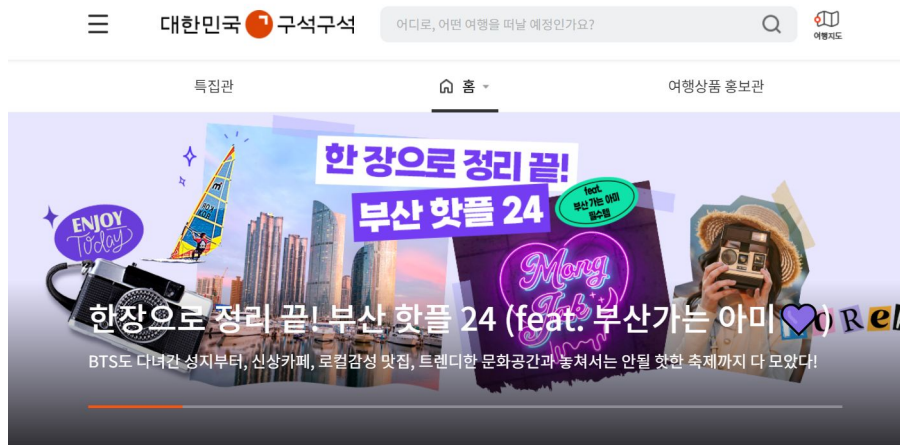 대한민국 구석구석
어디로, 어떤 여행을 떠날 예정인가요?
여행지도
특집관
홈
여행상품 홍보관
한 장으로 정리 끝!
부산 핫플 24
feat.
부산 가는 아미
필수템
ENJOY
Today
Mong
Tab
한장으로 정리 끝! 부산 핫플 24 (feat. 부산가는 아미🖤)
BTS도 다녀간 성지부터, 신상카페, 로컬감성 맛집, 트렌디한 문화공간과 놓쳐서는 안될 핫한 축제까지 다 모았다!